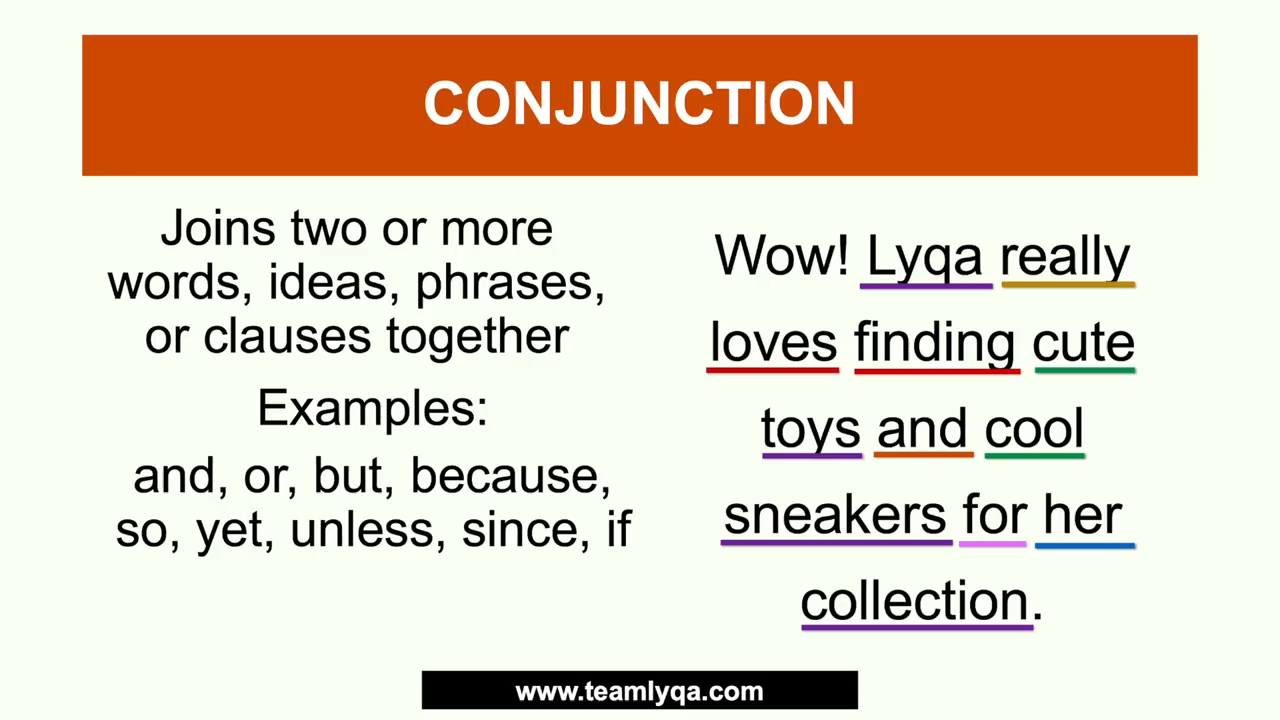 CONJUNCTION
Joins two or more
words, ideas, phrases,
or clauses together
Examples:
and, or, but, because,
so, yet, unless, since, if
Wow! Lyqa really
loves finding cute
toys and cool
sneakers for her
collection.
www.teamlyqa.com